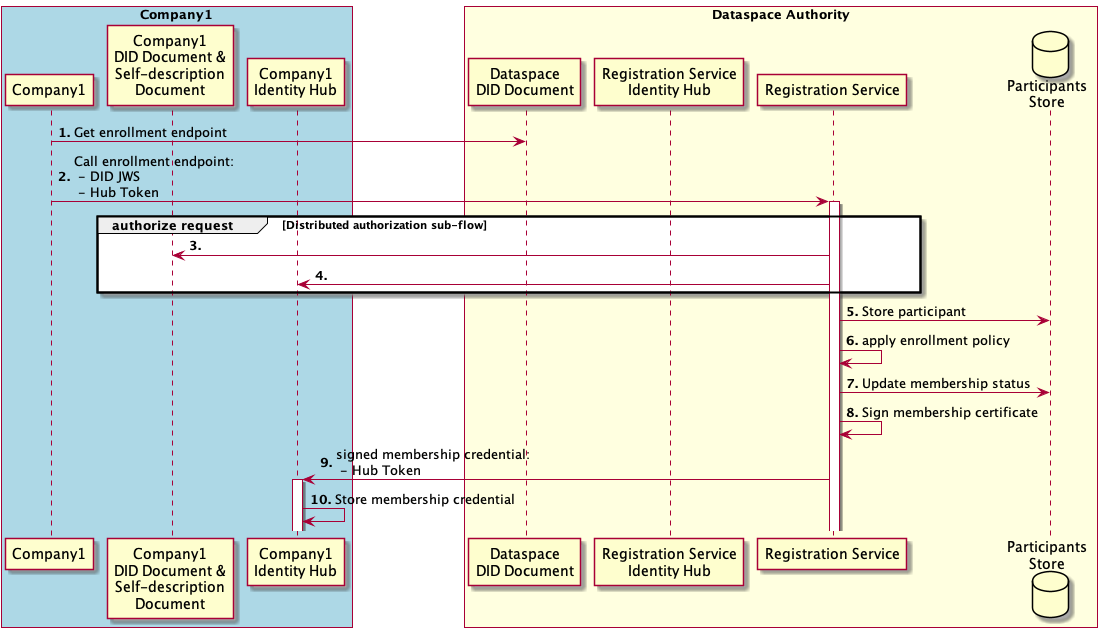 Company1
Dataspace Authority
Company1
Company1
DID Document &
Self-description
Document
Company1
Identity Hub
Dataspace
DID Document
Registration Service
Identity Hub
Registration Service
Participants
Store
1. Get enrollment endpoint
Call enrollment endpoint:
2. - DID JWS
- Hub Token
authorize request [Distributed authorization sub-flow]
3.
4.
5. Store participant
6. apply enrollment policy
7. Update membership status
8. Sign membership certificate
signed membership credential:
9.
- Hub Token
10. Store membership credential
Company1
Company1
DID Document &
Self-description
Document
Company1
Identity Hub
Dataspace
DID Document
Registration Service
Identity Hub
Registration Service
Participants
Store